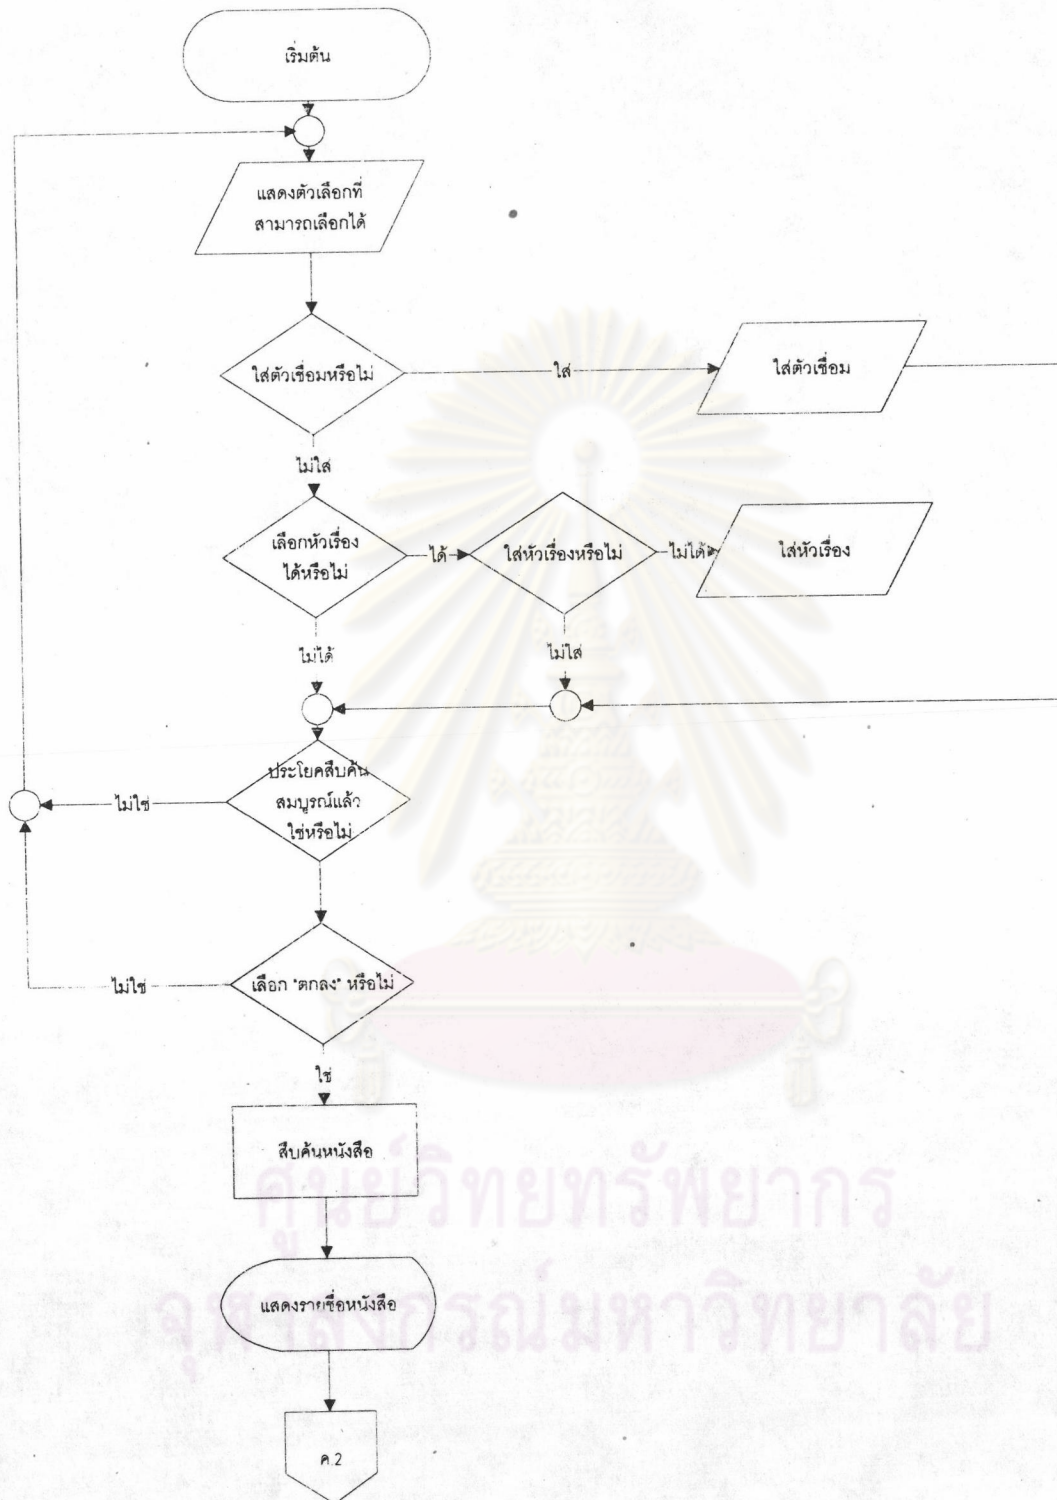 เริ่มต้น
แสดงตัวเลือกที่
สามารถเลือกได้
ใส่ตัวเชื่อมหรือไม่
ใส่
ใส่ตัวเชื่อม
ไม่ใส่
เลือกหัวเรื่อง
ได้หรือไม่
ได้
ใส่หัวเรื่องหรือไม่
ไม่ได้
ใส่หัวเรื่อง
ไม่ได้
ไม่ใส่
ประโยคสืบค้น
สมบูรณ์แล้ว
ใช่หรือไม่
ไม่ใช่
เลือก "ตกลง" หรือไม่
ไม่ใช่
ใช่
สืบค้นหนังสือ
ศูนย์วิทยทรัพยากร
แสดงรายชื่อหนังสือ
จุฬาลงกรณ์มหาวิทยาลัย
ค.2